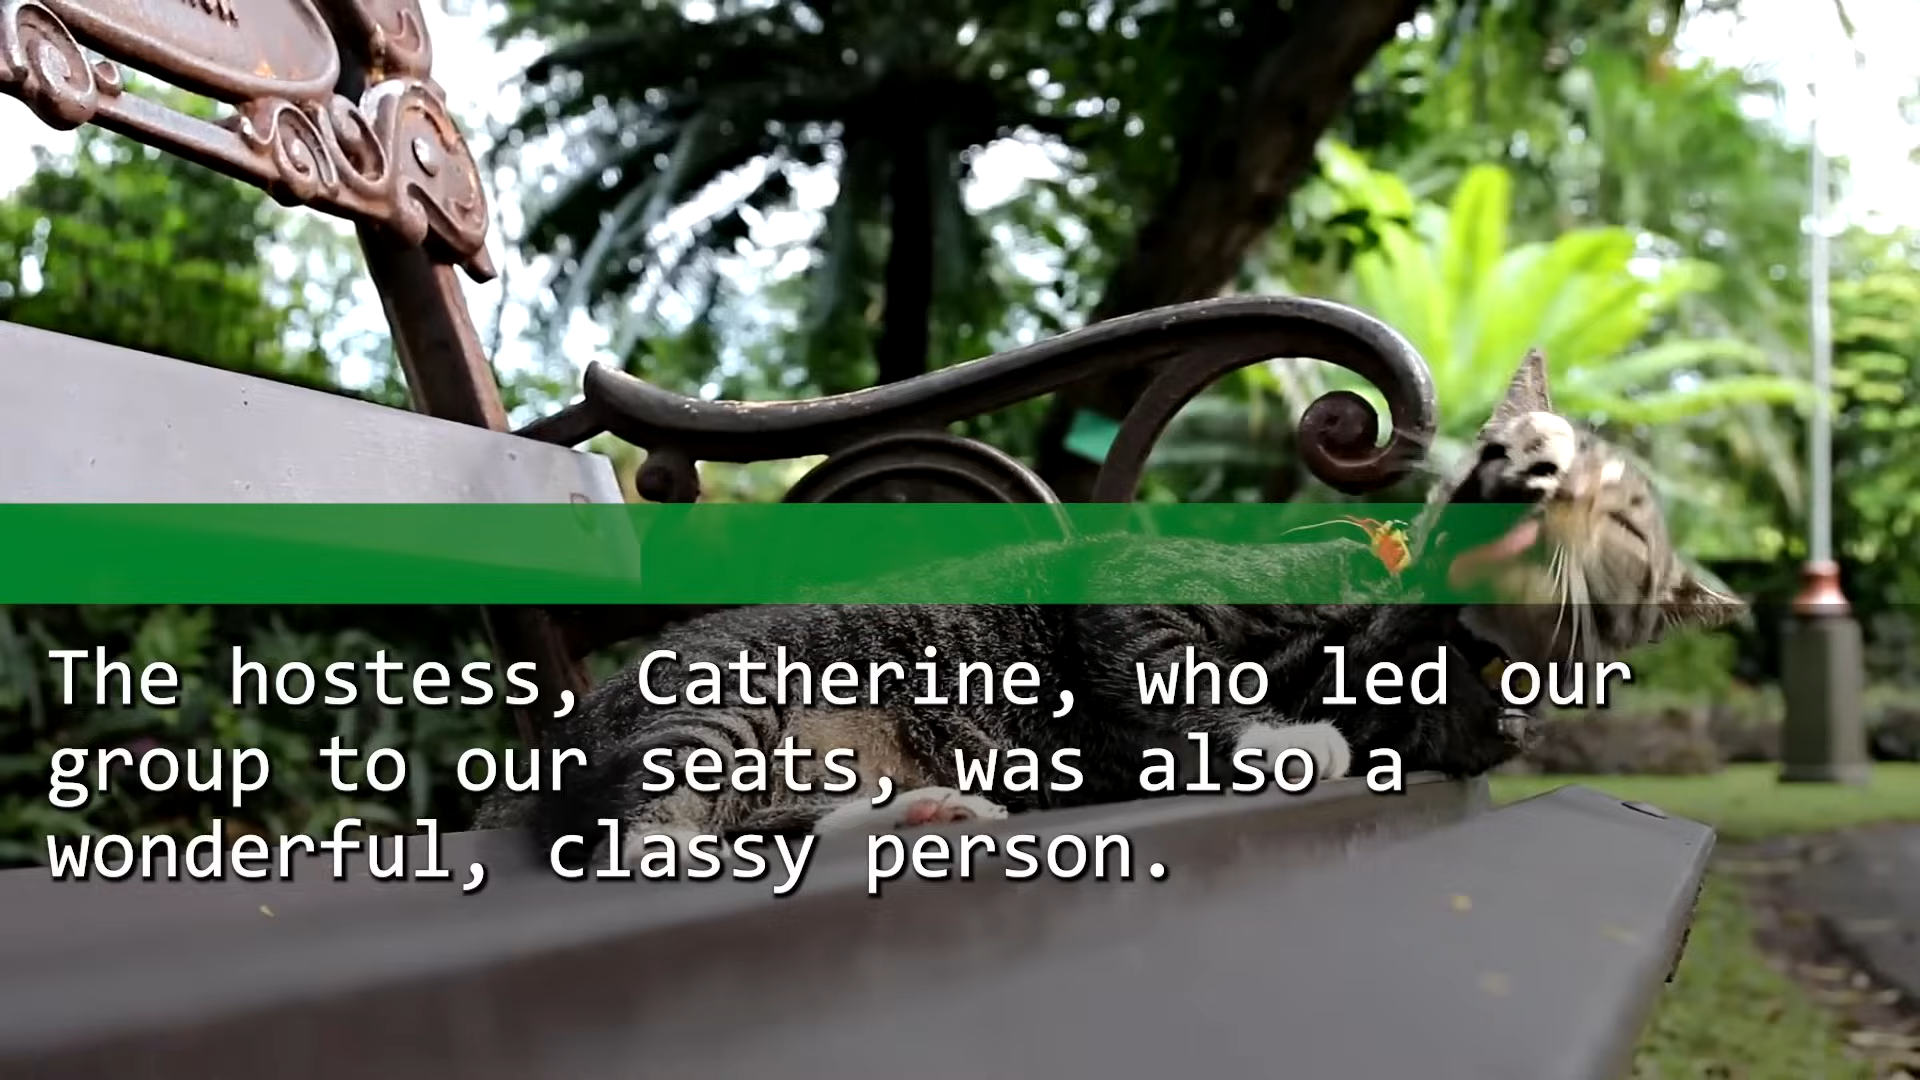 The hostess, Catherine, who led our
group to our seats, was also a
wonderful, classy person.